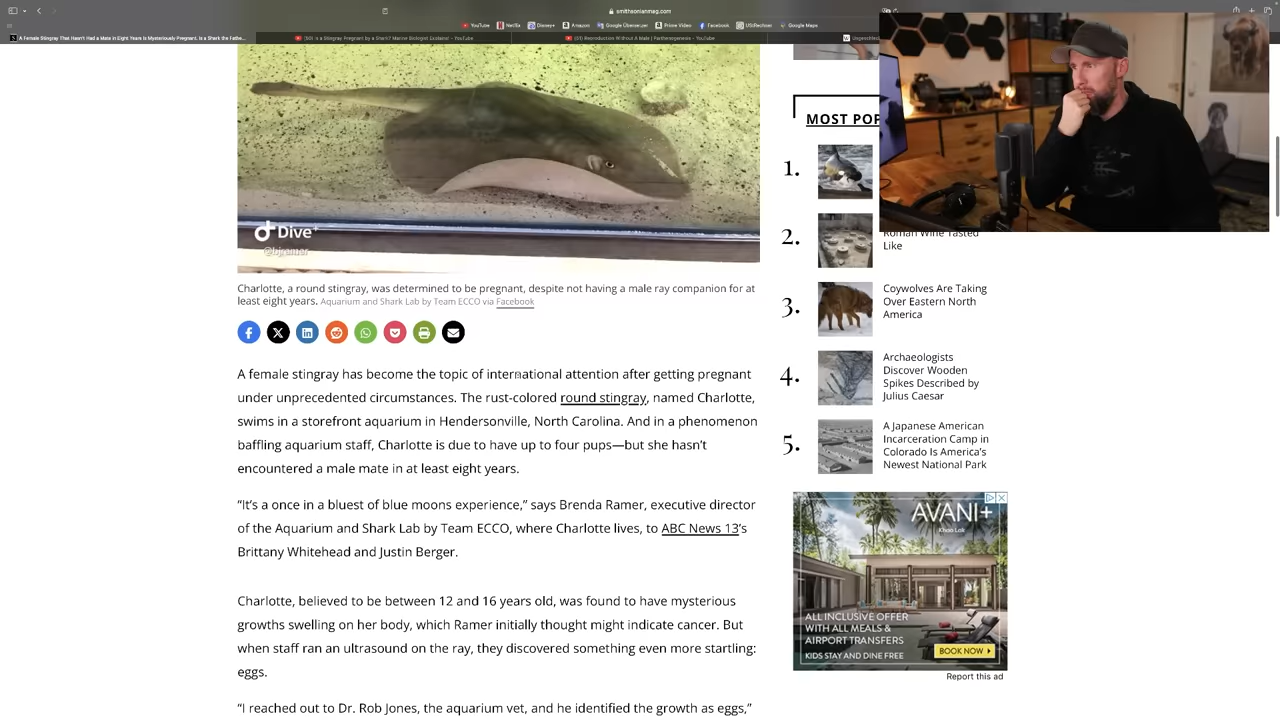 smithsonianmag.com
YouTube
Netflix
Disney+
Amazon
Google Übersetzer
Prime Video
Facebook
Google Maps
A Female Stingray That Hasn't Had a Mate in Eight Years Is Mysteriously Pregnant. Is a Shark the Fathe...
Is a Stingray Pregnant by a Shark? Marine Biologist Explains! - YouTube
Reproduction Without A Male | Parthenogenesis - YouTube
Dive+
MOST POP
1.
2.
Roman Wine Tasted
Like
Charlotte, a round stingray, was determined to be pregnant, despite not having a male ray companion for at
least eight years. Aquarium and Shark Lab by Team ECCO via Facebook
3.
Coywolves Are Taking
Over Eastern North
America
A female stingray has become the topic of international attention after getting pregnant
under unprecedented circumstances. The rust-colored round stingray, named Charlotte,
swims in a storefront aquarium in Hendersonville, North Carolina. And in a phenomenon
baffling aquarium staff, Charlotte is due to have up to four pups—but she hasn't
encountered a male mate in at least eight years.
4.
Archaeologists
Discover Wooden
Spikes Described by
Julius Caesar
5.
A Japanese American
Incarceration Camp in
Colorado Is America's
Newest National Park
“It's a once in a bluest of blue moons experience,” says Brenda Ramer, executive director
of the Aquarium and Shark Lab by Team ECCO, where Charlotte lives, to ABC News 13's
Brittany Whitehead and Justin Berger.
AVANI+
Khao Lak
ALL INCLUSIVE OFFER
WITH ALL MEALS &
AIRPORT TRANSFERS
KIDS STAY AND DINE FREE
BOOK NOW
Report this ad
Charlotte, believed to be between 12 and 16 years old, was found to have mysterious
growths swelling on her body, which Ramer initially thought might indicate cancer. But
when staff ran an ultrasound on the ray, they discovered something even more startling:
eggs.
“I reached out to Dr. Rob Jones, the aquarium vet, and he identified the growth as eggs,”